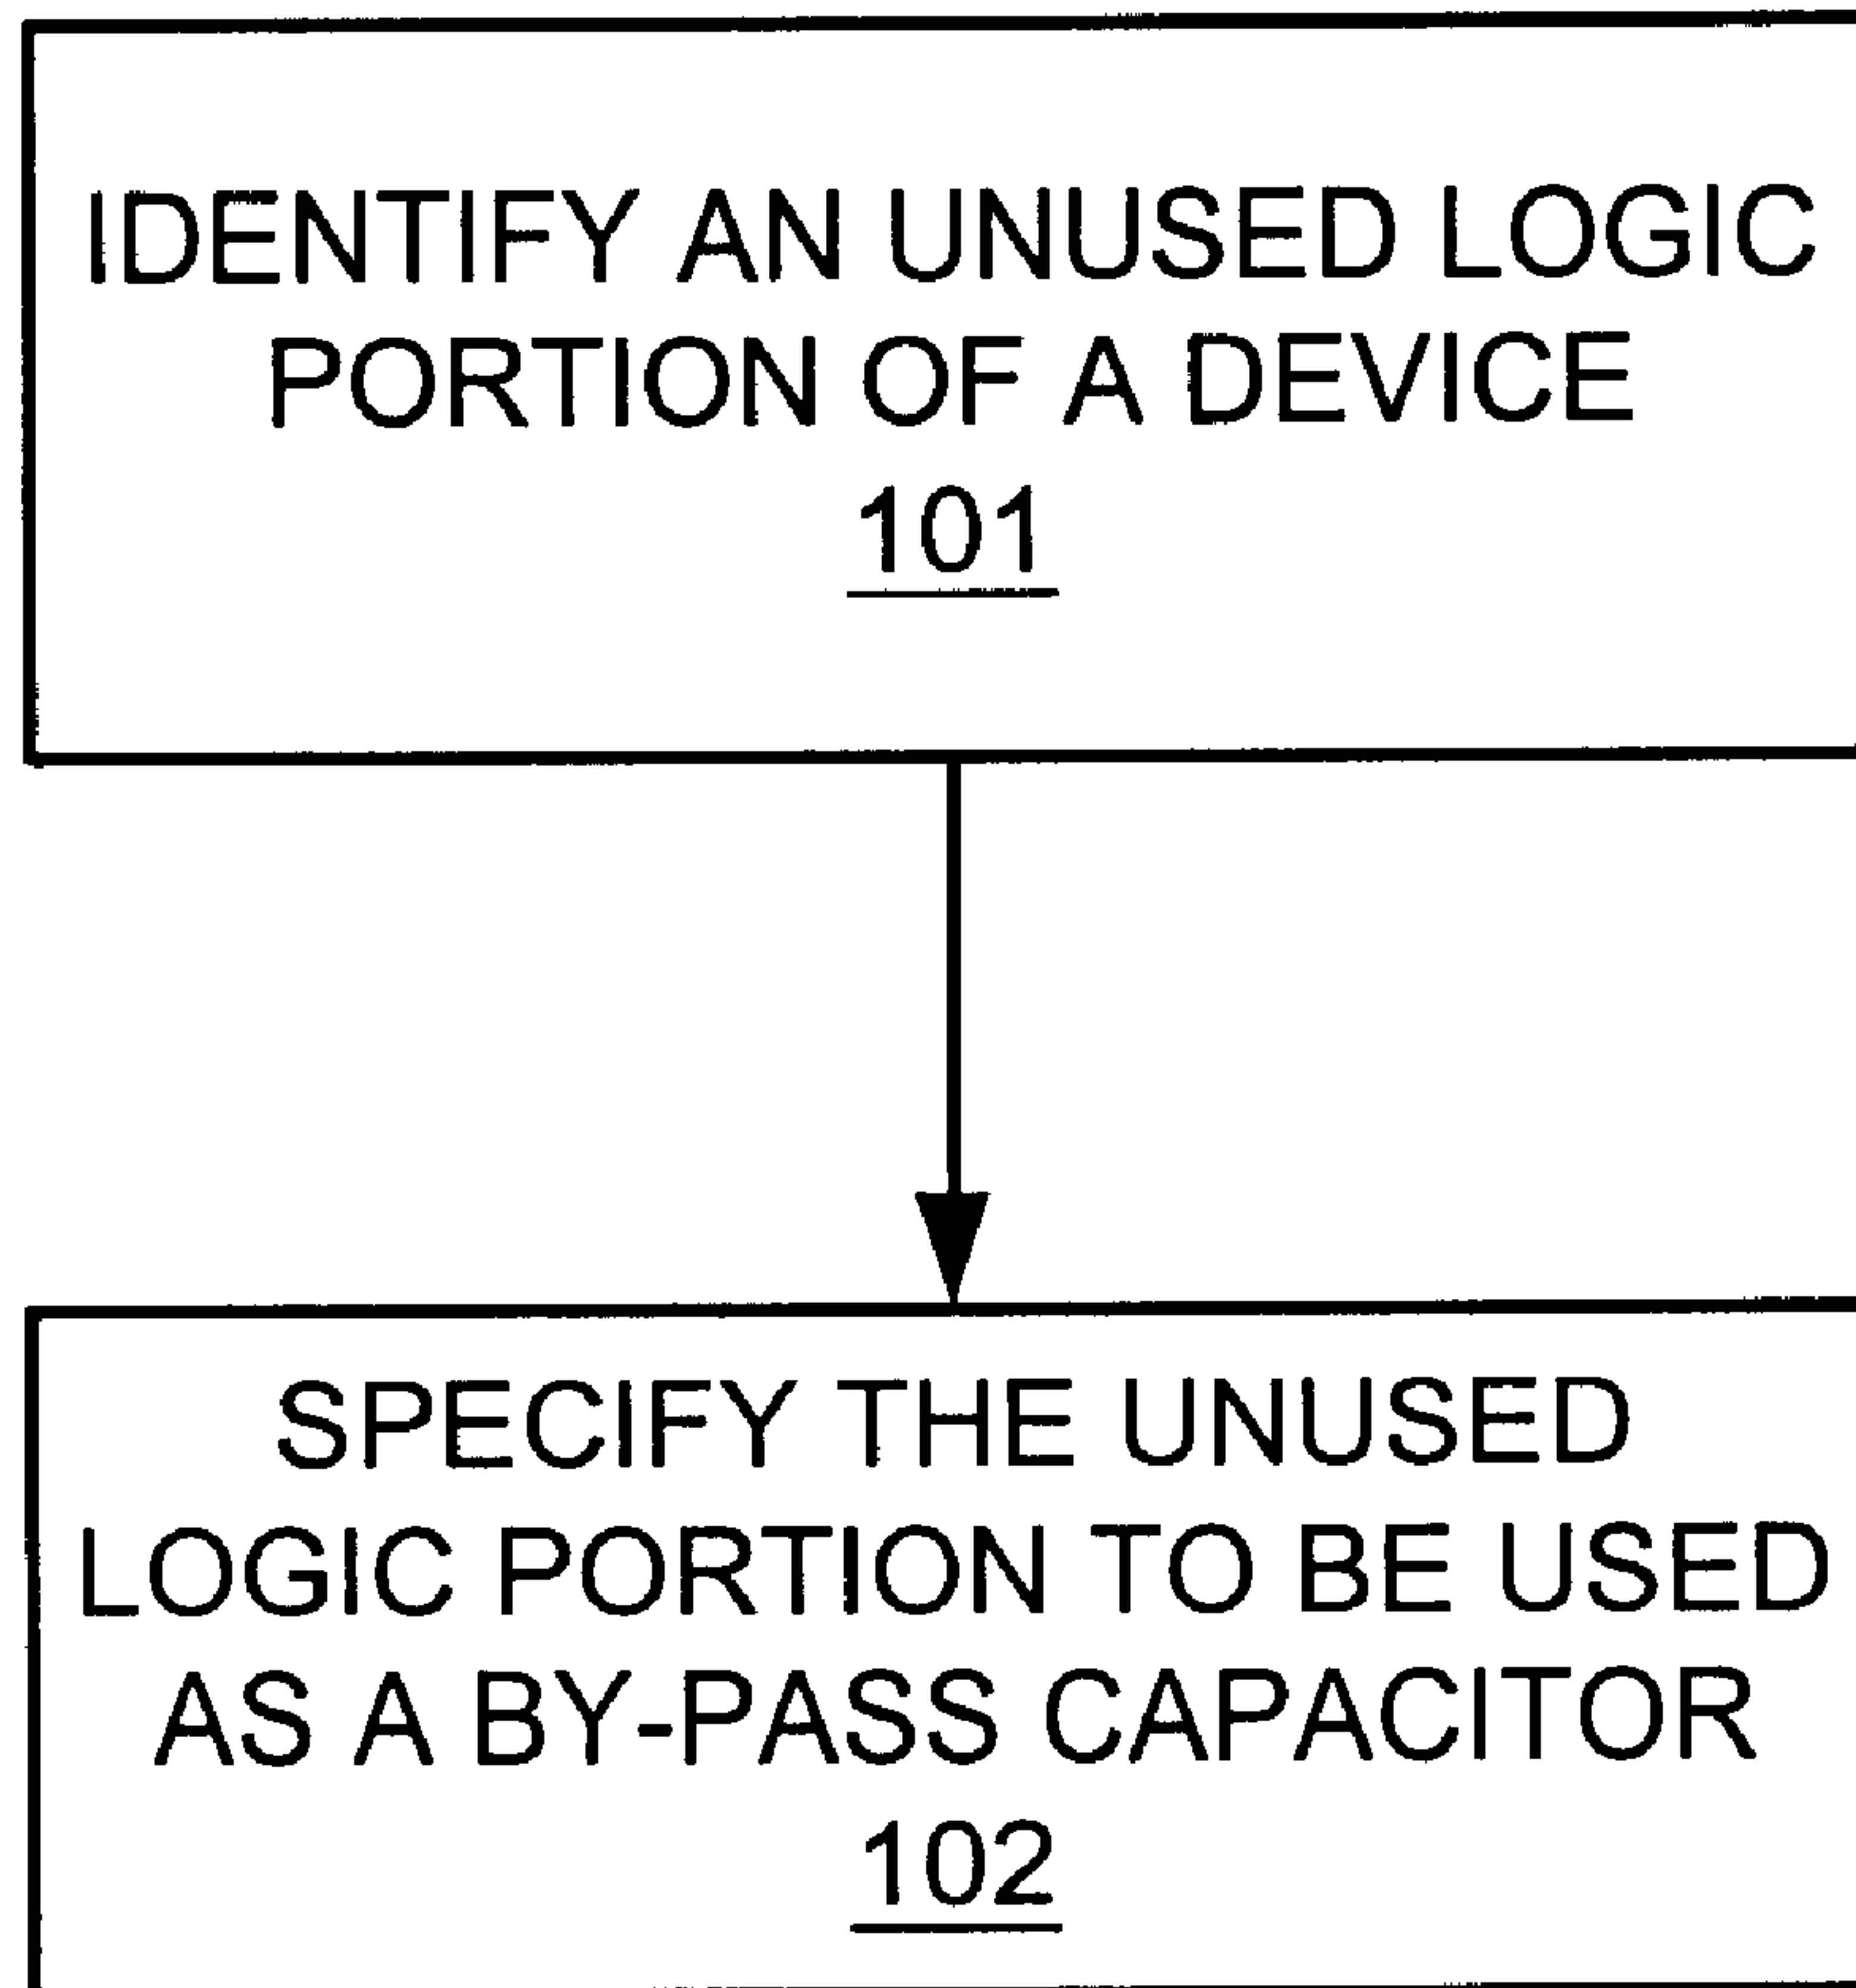 IDENTIFY AN UNUSED LOGIC
PORTION OF A DEVICE
101
SPECIFY THE UNUSED
LOGIC PORTION TO BE USED
AS A BY-PASS CAPACITOR
102